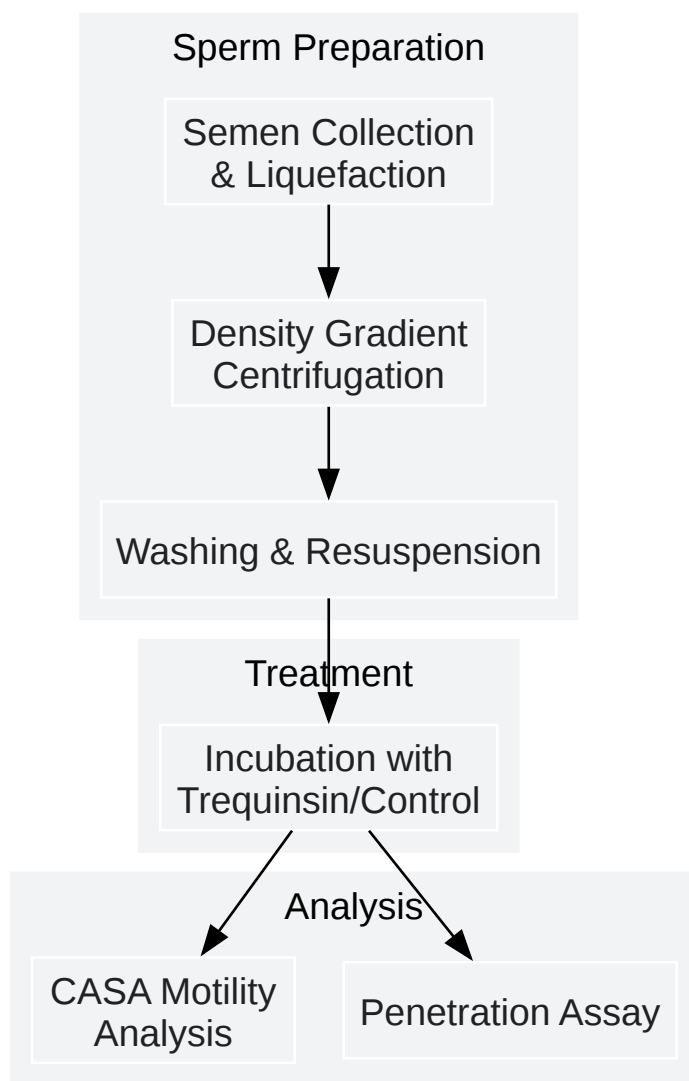 Sperm Preparation
Semen Collection
& Liquefaction
Density Gradient
Centrifugation
Washing & Resuspension
Treatment
Incubation with
Trequinsin/Control
Analysis
CASA Motility
Analysis
Penetration Assay